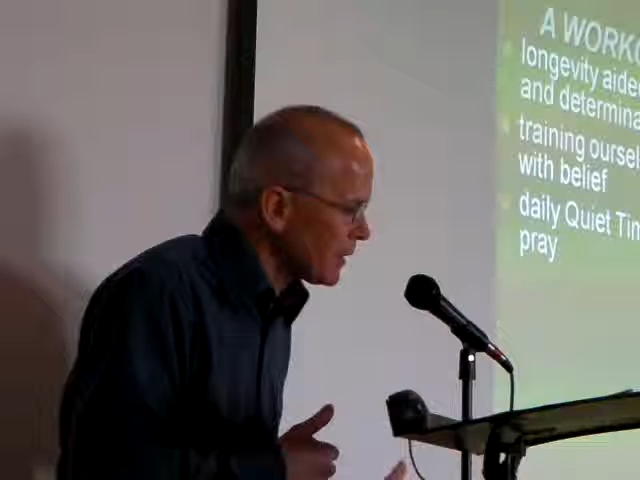 A WORKO
longevity aide
and determina
training oursel
with belief
daily Quiet Tim
pray